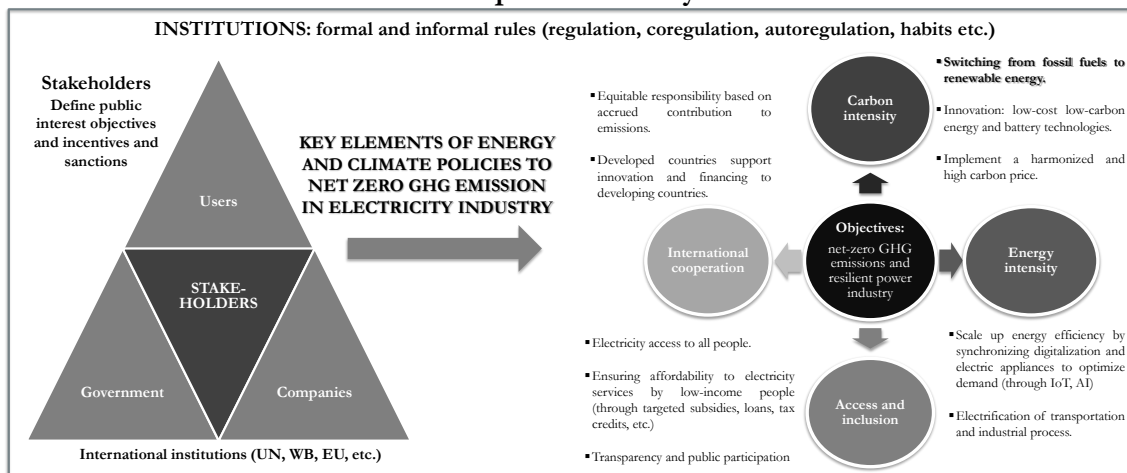 INSTITUTIONS: formal and informal rules (regulation, coregulation, autoregulation, habits etc.)
Stakeholders
Define public
interest objectives
and incentives and
sanctions
Users
STAKE-
HOLDERS
Government
Companies
International institutions (UN, WB, EU, etc.)
KEY ELEMENTS OF ENERGY
AND CLIMATE POLICIES TO
NET ZERO GHG EMISSION
IN ELECTRICITY INDUSTRY
▪ Equitable responsibility based on
accrued contribution to
emissions.
▪ Developed countries support
innovation and financing to
developing countries.
Carbon
intensity
▪ Switching from fossil fuels to
renewable energy.
▪ Innovation: low-cost low-carbon
energy and battery technologies.
▪ Implement a harmonized and
high carbon price.
International
cooperation
Objectives:
net-zero GHG
emissions and
resilient power
industry
Energy
intensity
▪ Electricity access to all people.
▪ Ensuring affordability to electricity
services by low-income people
(through targeted subsidies, loans, tax
credits, etc.)
▪ Transparency and public participation
Access and
inclusion
▪ Scale up energy efficiency by
synchronizing digitalization and
electric appliances to optimize
demand (through IoT, AI)
▪ Electrification of transportation
and industrial process.